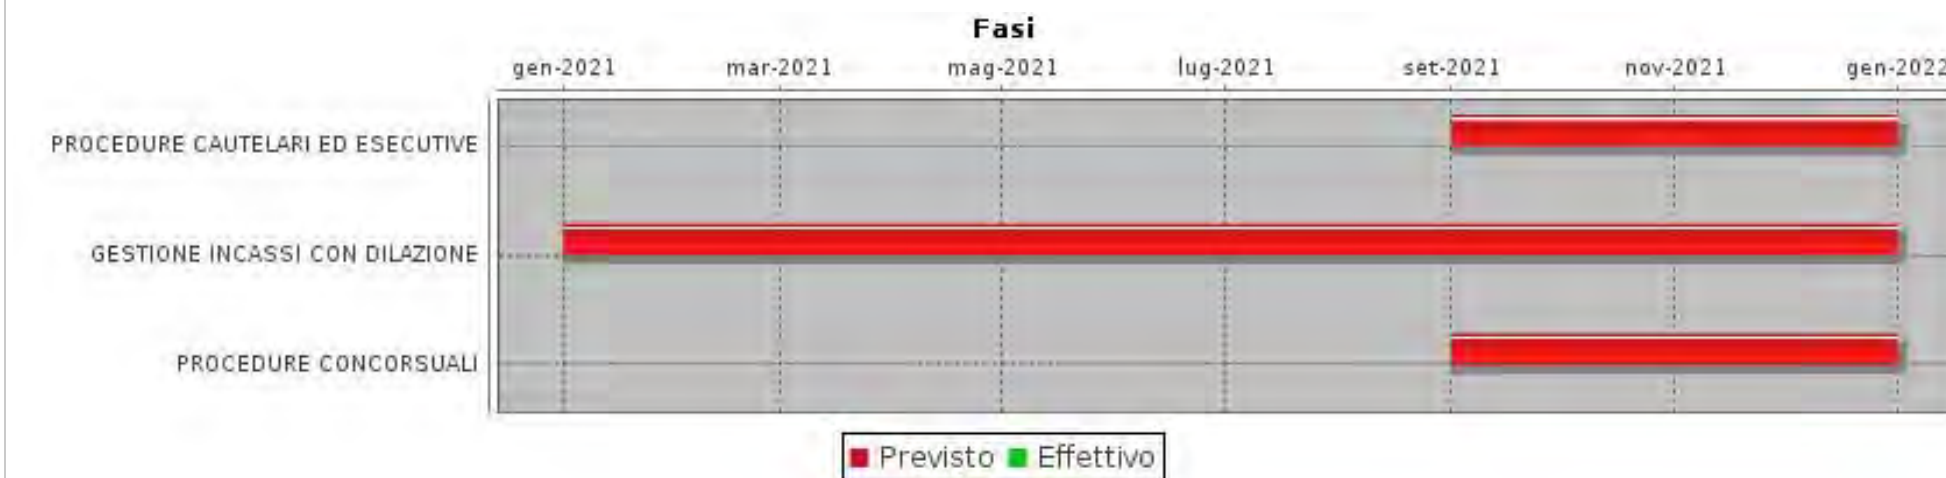 Fasi
gen-2021 mar-2021 mag-2021 lug-2021 set-2021 nov-2021 gen-2022
PROCEDURE CAUTELARI ED ESECUTIVE
GESTIONE INCASSI CON DILAZIONE
PROCEDURE CONCORSUALI
Previsto Effettivo